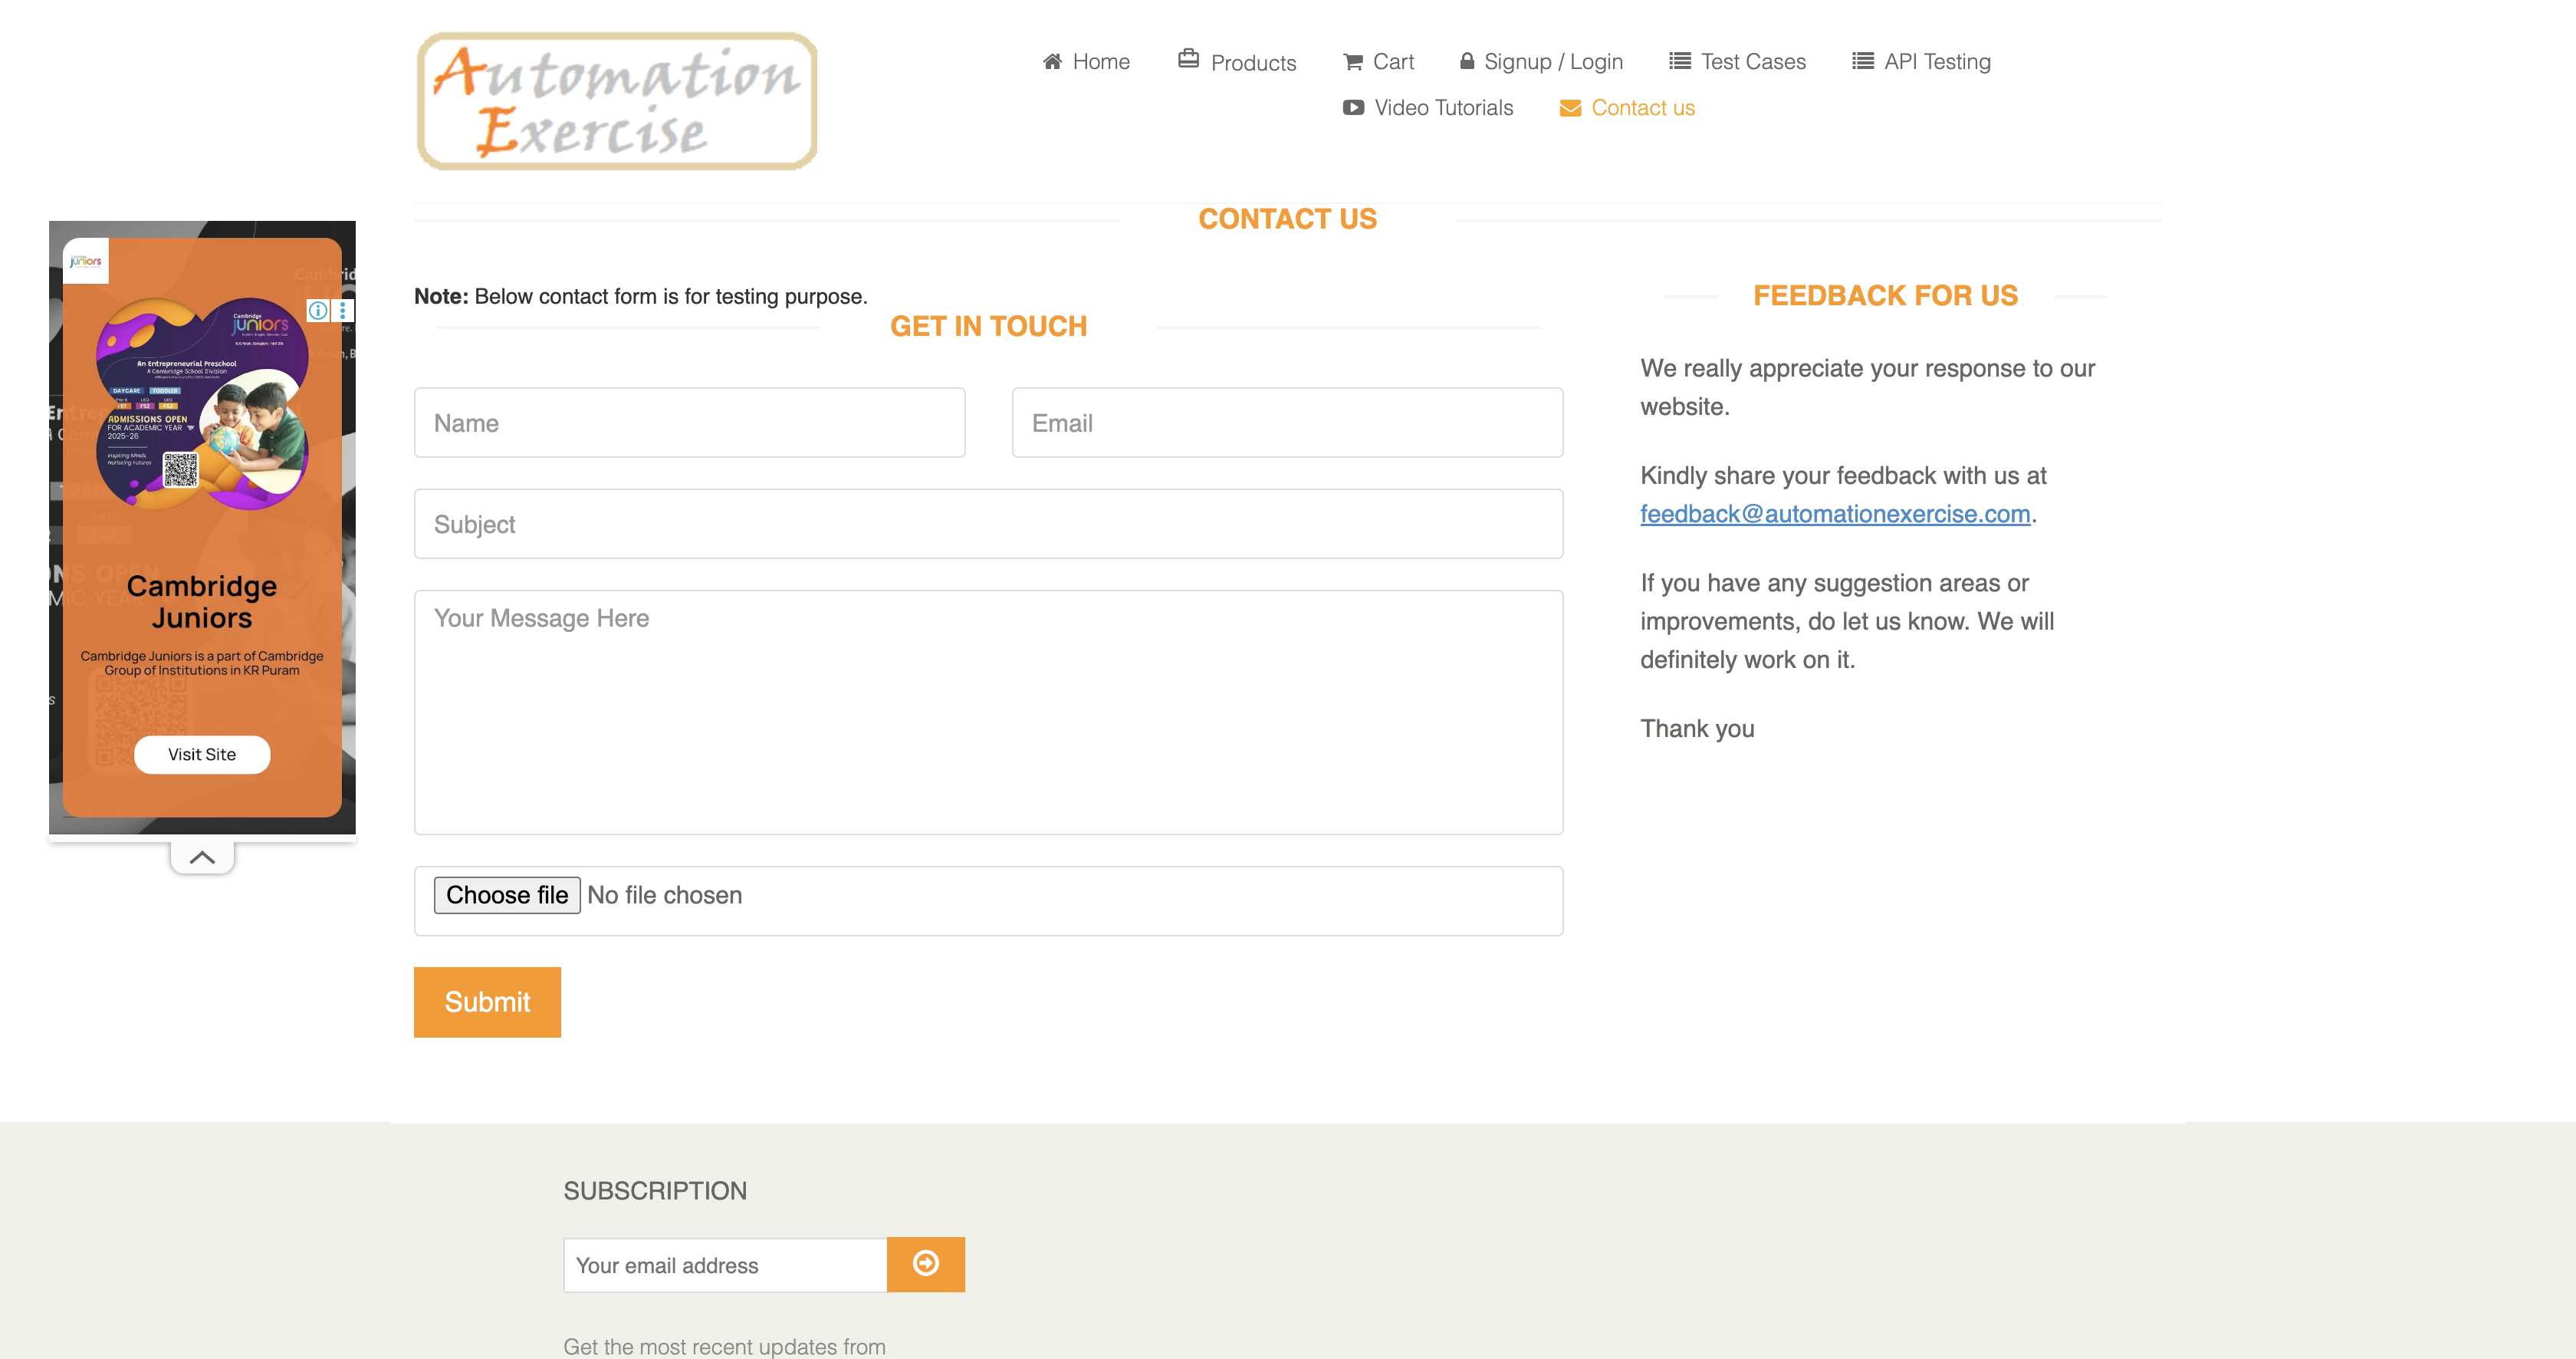 Automation
Exercise
Home
Products
Cart
Signup / Login
Test Cases
API Testing
Video Tutorials
Contact us
CONTACT US
Note: Below contact form is for testing purpose.
GET IN TOUCH
Name
Email
Subject
Your Message Here
Choose file No file chosen
Submit
FEEDBACK FOR US
We really appreciate your response to our
website.
Kindly share your feedback with us at
feedback@automationexercise.com.
If you have any suggestion areas or
improvements, do let us know. We will
definitely work on it.
Thank you
juniors
Cambridge
juniors
An Entrepreneurial Preschool
A Cambridge School Division
DAYCARE
TODDLER
ADMISSIONS OPEN
FOR ACADEMIC YEAR
2025-26
Inspiring Minds,
Nurturing Futures
Cambridge
Juniors
Cambridge Juniors is a part of Cambridge
Group of Institutions in KR Puram
Visit Site
SUBSCRIPTION
Your email address
Get the most recent updates from